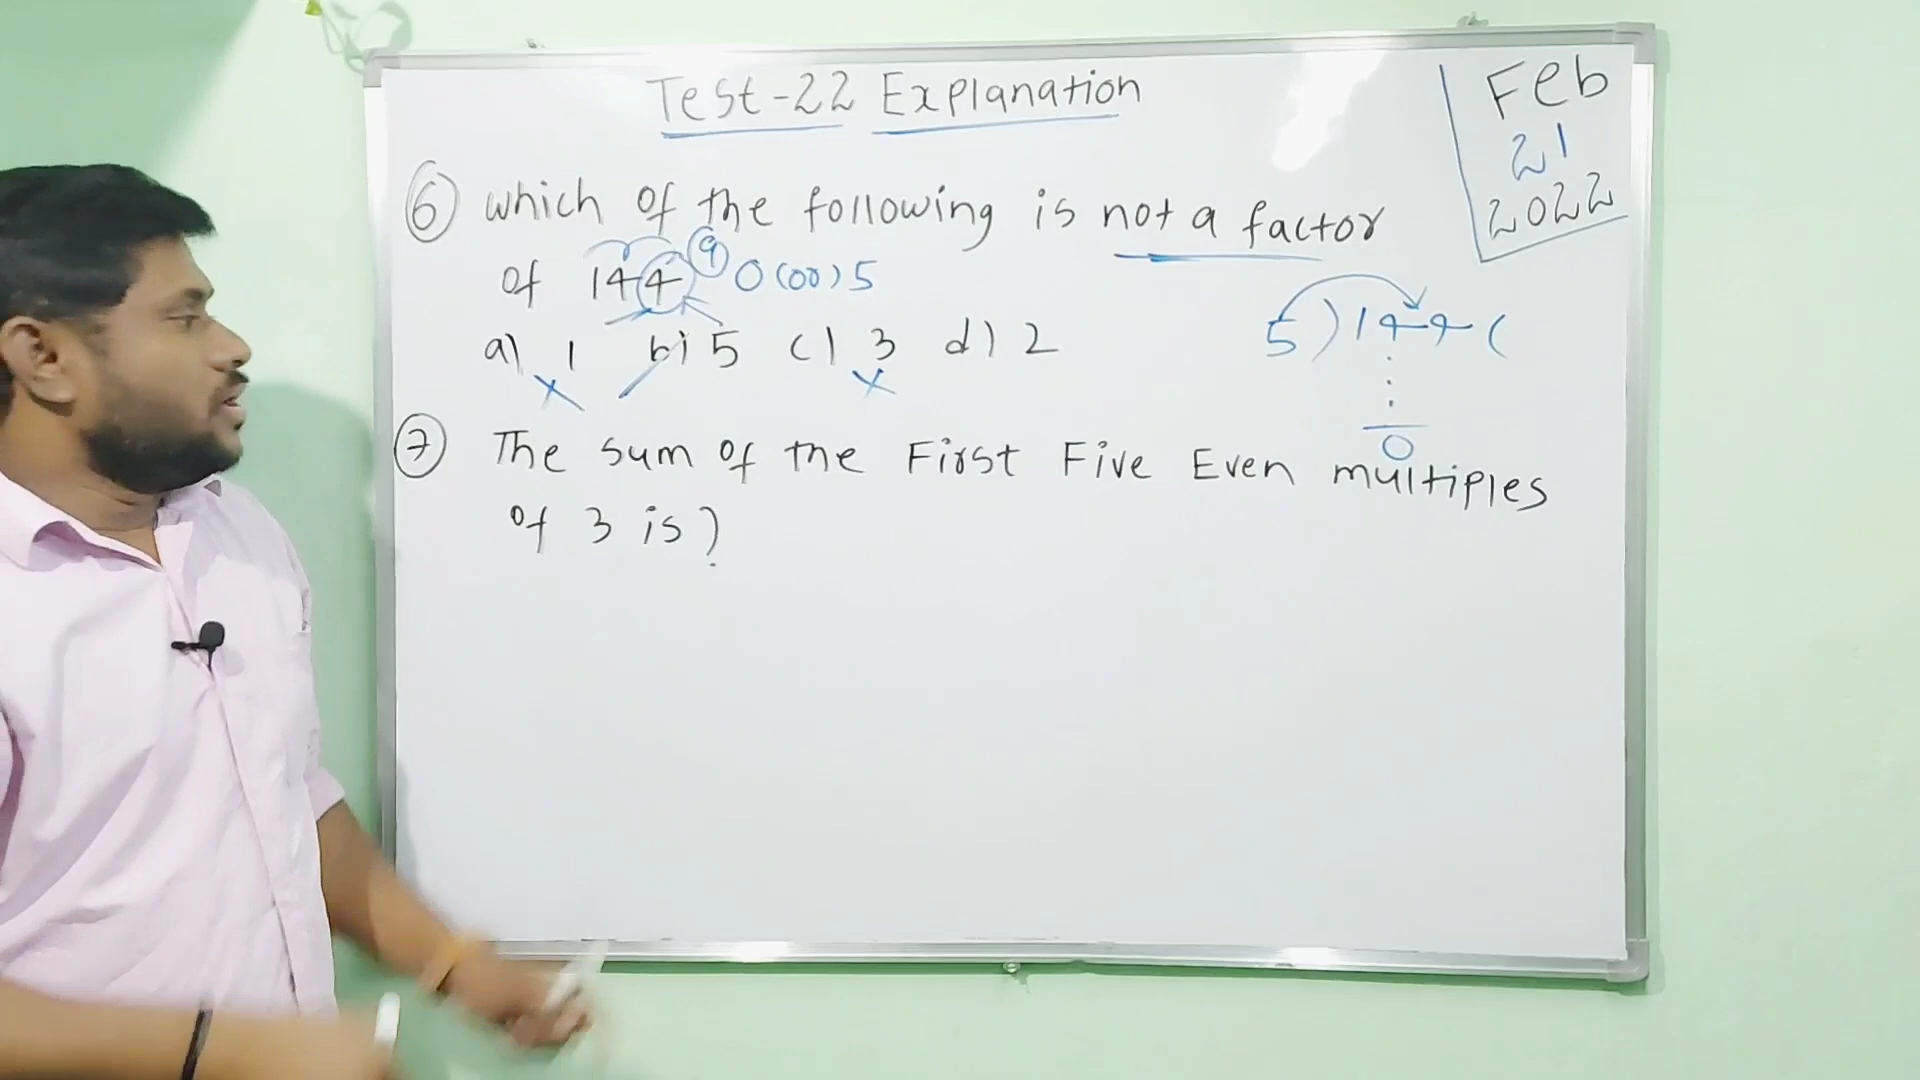 Test-22 Explanation
Feb
21
2022
6 which of the following is not a factor
of 144 9 0 (or) 5
a) 1 b) 5 c) 3 d) 2
5) 144 (
0
7 The sum of the First Five Even multiples
of 3 is?